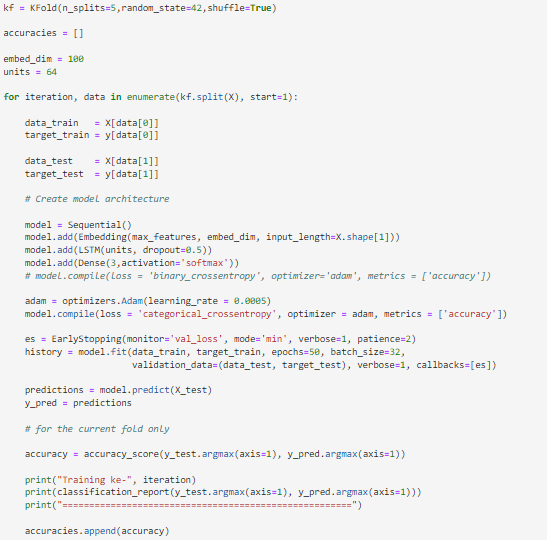 kf = KFold(n_splits=5,random_state=42,shuffle=True)
accuracies = []
embed_dim = 100
units = 64
for iteration, data in enumerate(kf.split(X), start=1):
data_train = X[data[0]]
target_train = y[data[0]]
data_test = X[data[1]]
target_test = y[data[1]]
# Create model architecture
model = Sequential()
model.add(Embedding(max_features, embed_dim, input_length=X.shape[1]))
model.add(LSTM(units, dropout=0.5))
model.add(Dense(3,activation='softmax'))
# model.compile(loss = 'binary_crossentropy', optimizer='adam', metrics = ['accuracy'])
adam = optimizers.Adam(learning_rate = 0.0005)
model.compile(loss = 'categorical_crossentropy', optimizer = adam, metrics = ['accuracy'])
es = EarlyStopping(monitor='val_loss', mode='min', verbose=1, patience=2)
history = model.fit(data_train, target_train, epochs=50, batch_size=32,
validation_data=(data_test, target_test), verbose=1, callbacks=[es])
predictions = model.predict(X_test)
y_pred = predictions
# for the current fold only
accuracy = accuracy_score(y_test.argmax(axis=1), y_pred.argmax(axis=1))
print("Training ke-", iteration)
print(classification_report(y_test.argmax(axis=1), y_pred.argmax(axis=1)))
print("======================================================")
accuracies.append(accuracy)